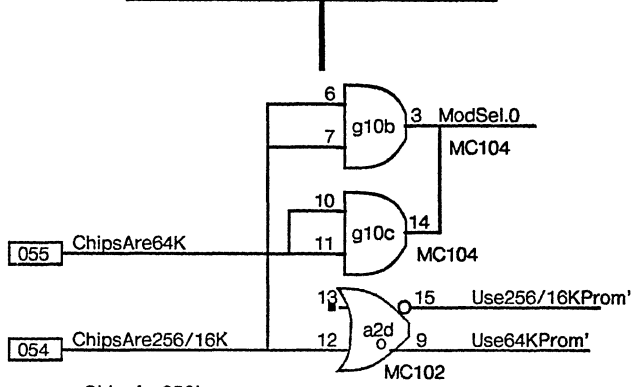 6
g10b
3 ModSel.0
7
MC104
10
g10c
14
055 ChipsAre64K
11
MC104
13
15 Use256/16KProm'
a2d
054 ChipsAre256/16K
12
9 Use64KProm'
MC102